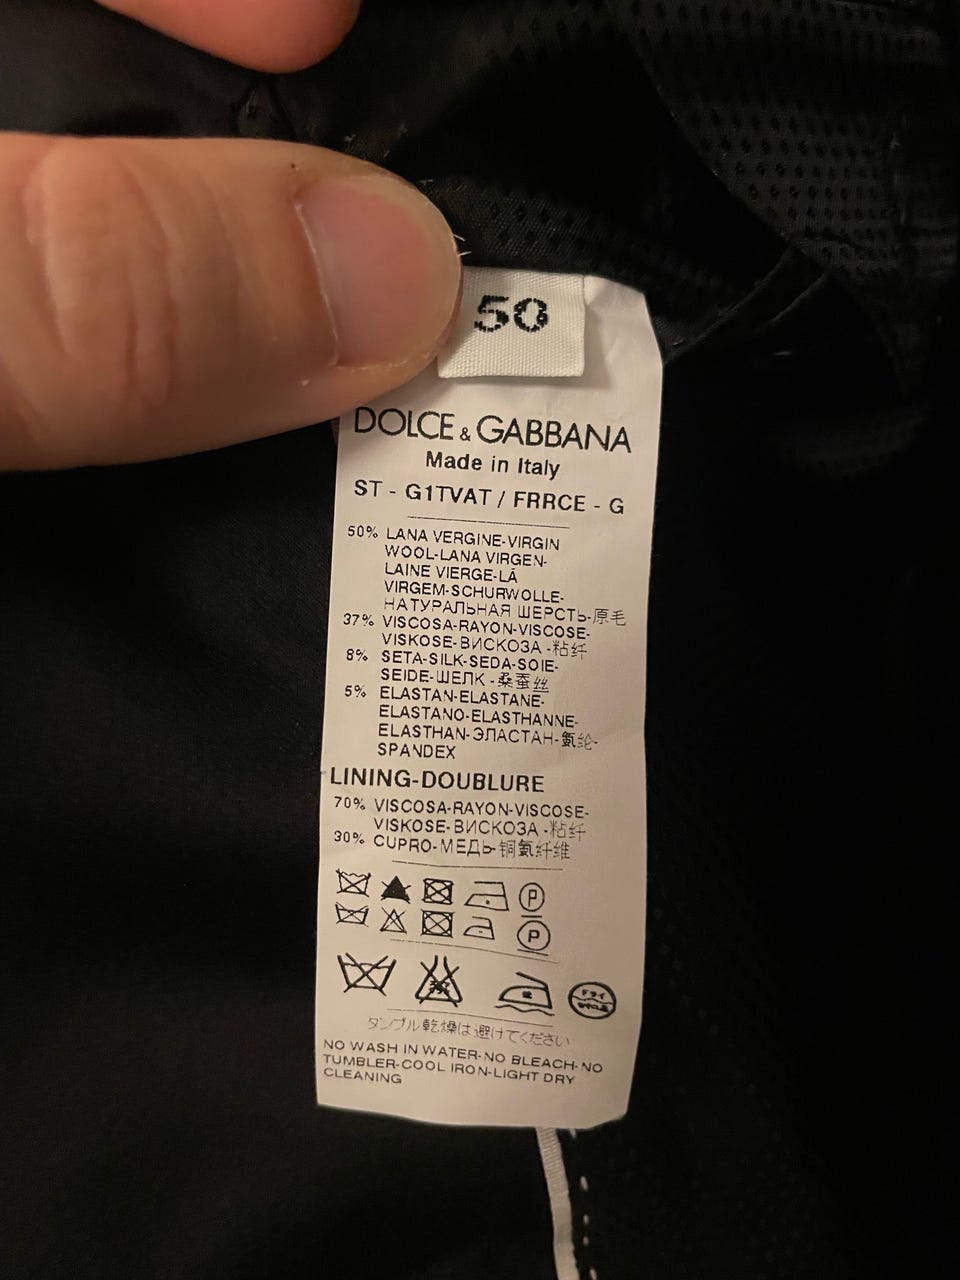 50
DOLCE & GABBANA
Made in Italy
ST - G1TVAT / FRRCE - G
50% LANA VERGINE-VIRGIN
WOOL-LANA VIRGEN-
LAINE VIERGE-LÃ
VIRGEM-SCHURWOLLE-
НАТУРАЛЬНАЯ ШЕРСТЬ-原毛
37% VISCOSA-RAYON-VISCOSE-
VISKOSE-ВИСКОЗА -粘纤
8% SETA-SILK-SEDA-SOIE-
SEIDE-ШЕЛК -桑蚕丝
5% ELASTAN-ELASTANE-
ELASTANO-ELASTHANNE-
ELASTHAN-ЭЛАСТАН-氨纶-
SPANDEX
LINING-DOUBLURE
70% VISCOSA-RAYON-VISCOSE-
VISKOSE-ВИСКОЗА -粘纤
30% CUPRO-МЕДЬ-铜氨纤维
P
P
ドライ
タンブル乾燥は避けてください
NO WASH IN WATER-NO BLEACH-NO
TUMBLER-COOL IRON-LIGHT DRY
CLEANING